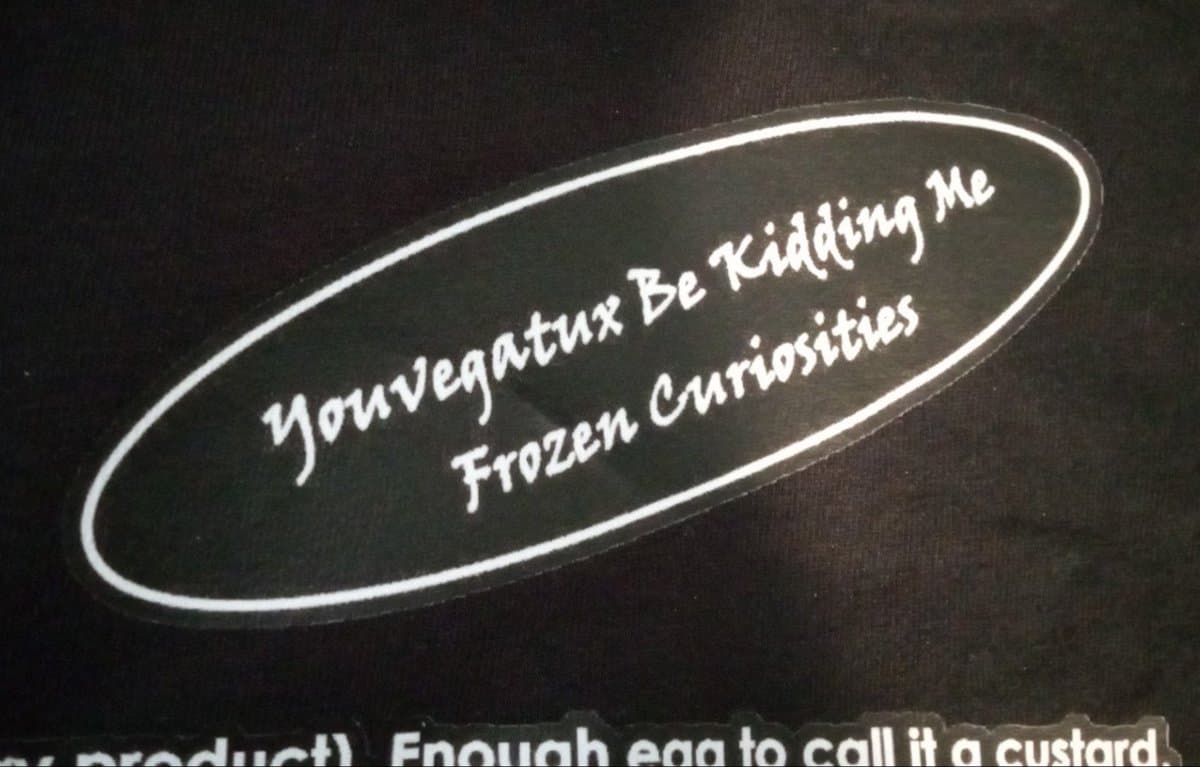 Youvegatux Be Kidding Me
Frozen Curiosities
product). Enough egg to call it a custard.